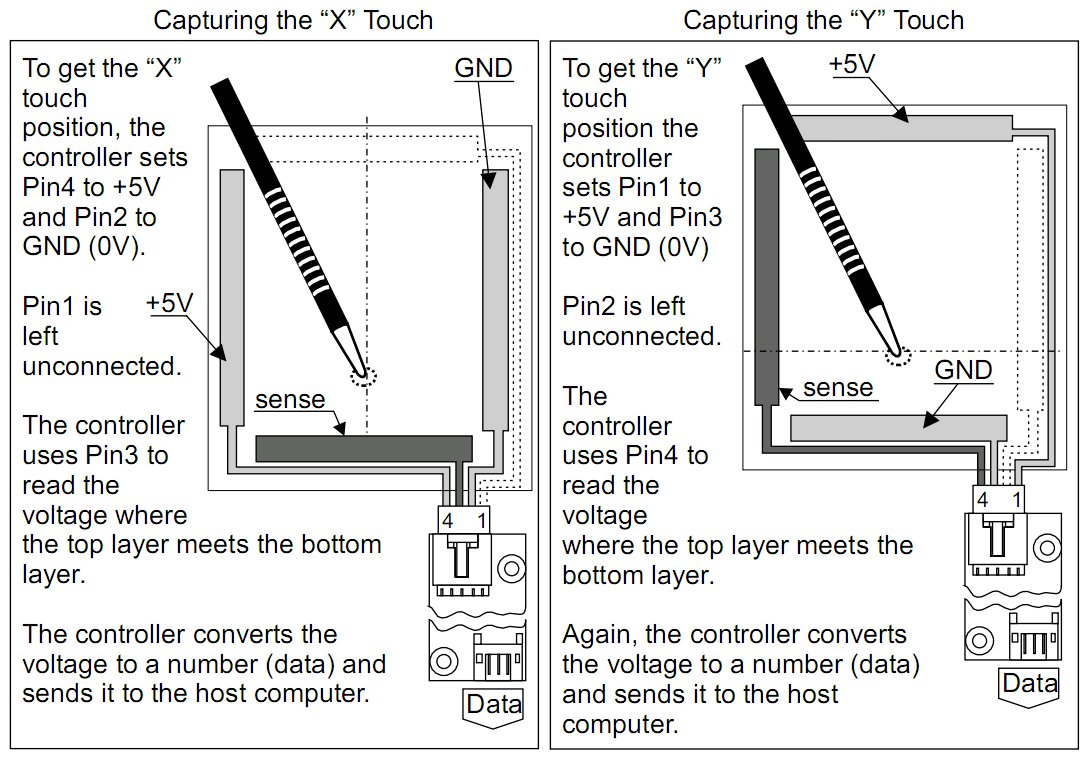 Capturing the “X” Touch
To get the “X”
touch
position, the
controller sets
Pin4 to +5V
and Pin2 to
GND (0V).
Pin1 is
left
unconnected.
The controller
uses Pin3 to
read the
voltage where
the top layer meets the bottom
layer.
The controller converts the
voltage to a number (data) and
sends it to the host computer.
GND
+5V
sense
4 1
Data
Capturing the “Y” Touch
To get the “Y”
touch
position the
controller
sets Pin1 to
+5V and Pin3
to GND (0V)
Pin2 is left
unconnected.
The
controller
uses Pin4 to
read the
voltage
where the top layer meets the
bottom layer.
Again, the controller converts
the voltage to a number (data)
and sends it to the host
computer.
+5V
sense
GND
4 1
Data